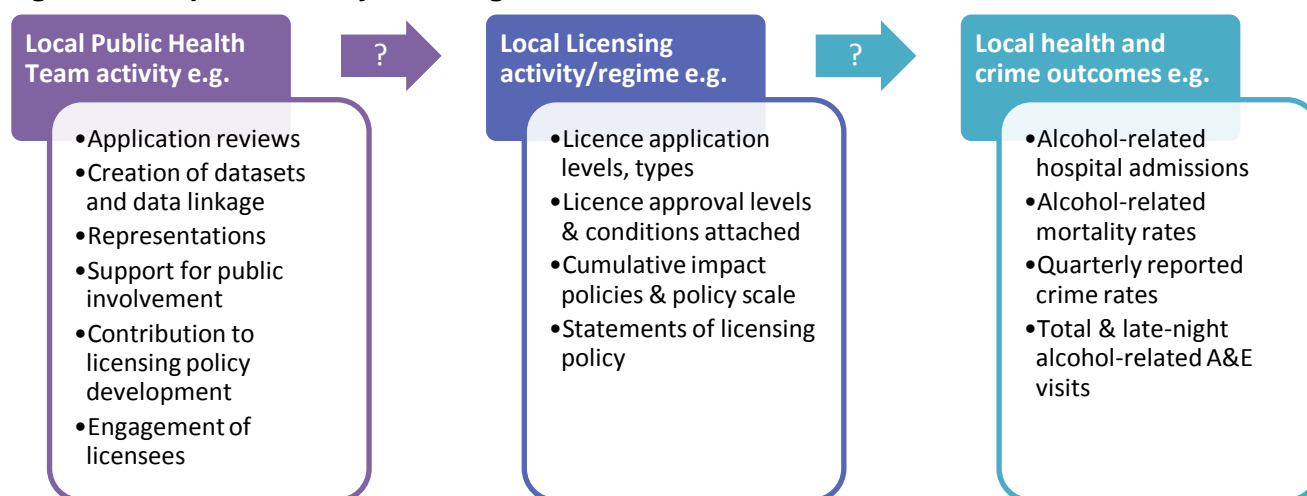 Local Public Health
Team activity e.g.
?
Local Licensing
activity/regime e.g.
?
Local health and
crime outcomes e.g.
•Application reviews
•Creation of datasets
and data linkage
•Representations
•Support for public
involvement
•Contribution to
licensing policy
development
•Engagement of
licensees
•Licence application
levels, types
•Licence approval levels
& conditions attached
•Cumulative impact
policies & policy scale
•Statements of licensing
policy
•Alcohol-related
hospital admissions
•Alcohol-related
mortality rates
•Quarterly reported
crime rates
•Total & late-night
alcohol-related A&E
visits